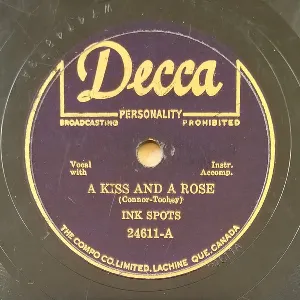 Decca
PERSONALITY
BROADCASTING PROHIBITED
Vocal with
Instr. Accomp.
A KISS AND A ROSE
(Connor-Toohey)
INK SPOTS
24611-A
THE COMPO CO. LIMITED, LACHINE QUE. CANADA